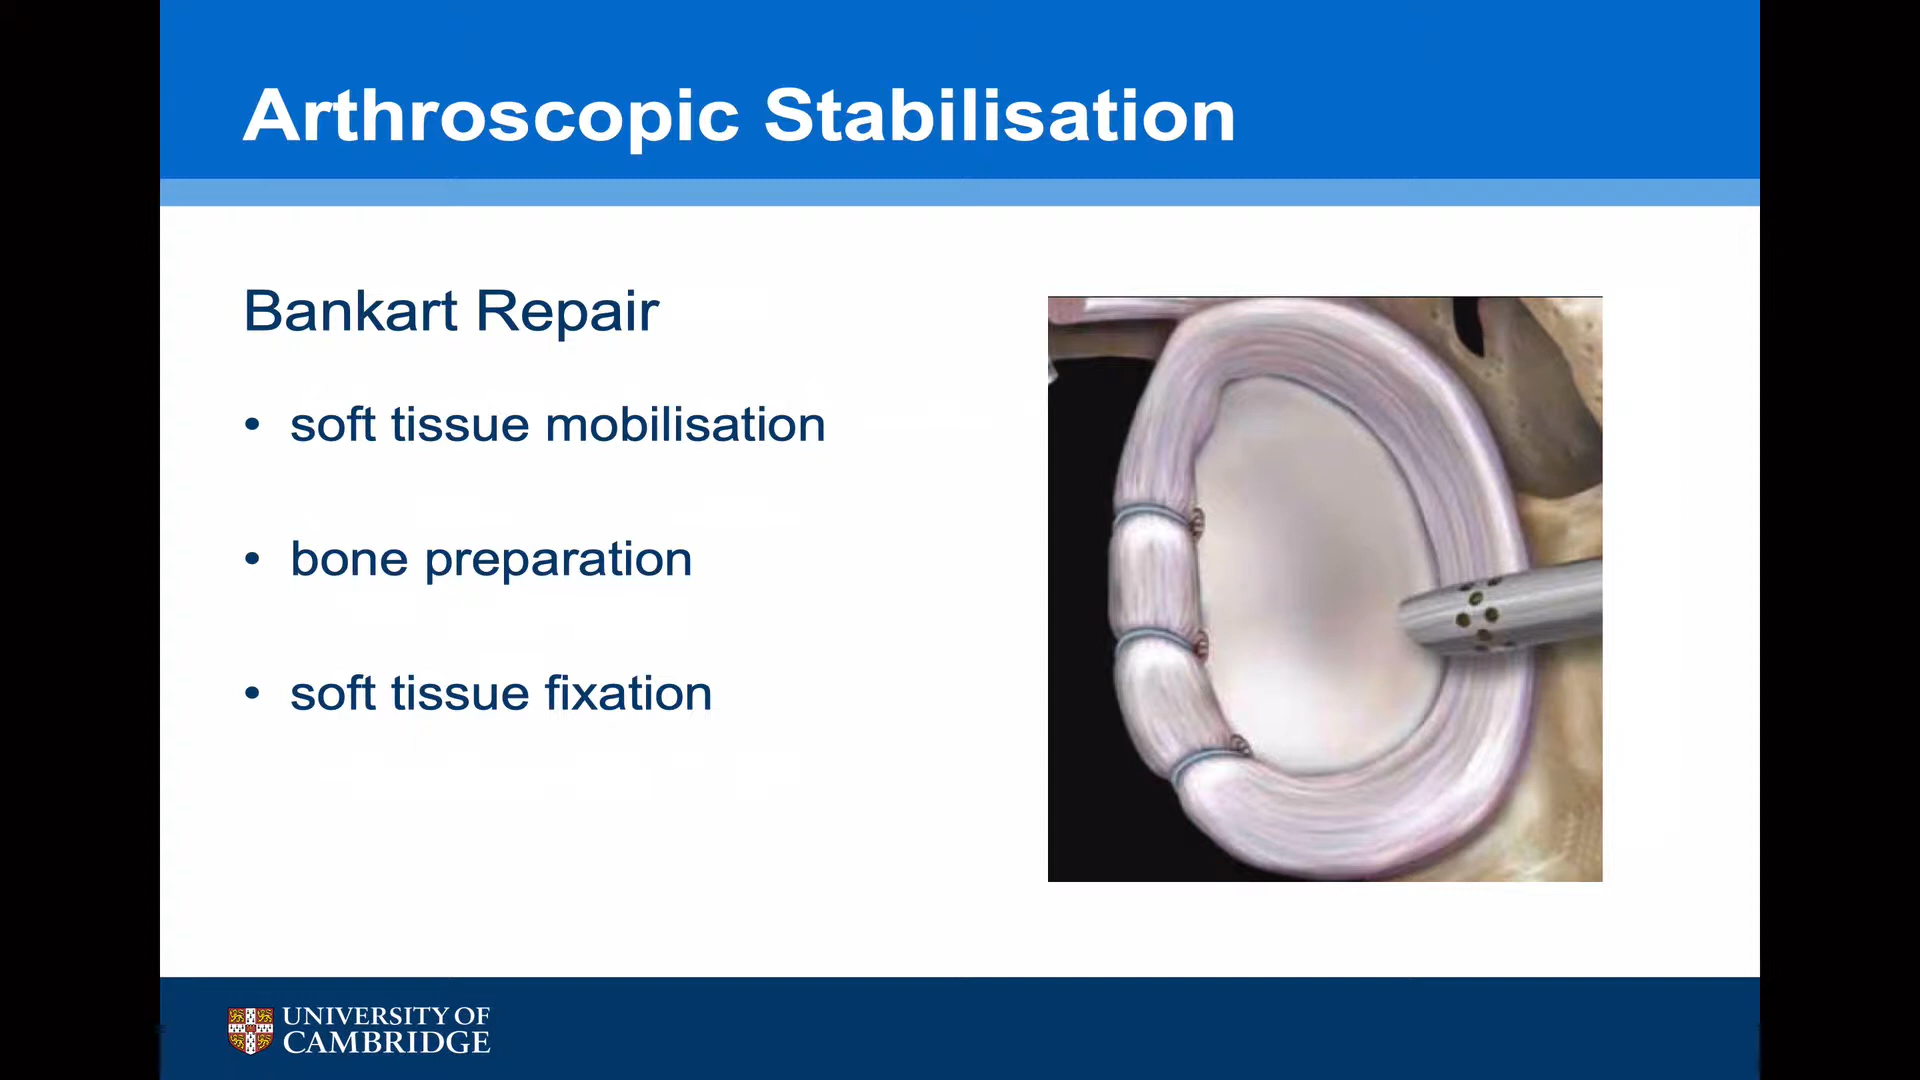 Arthroscopic Stabilisation
Bankart Repair
• soft tissue mobilisation
• bone preparation
• soft tissue fixation
UNIVERSITY OF
CAMBRIDGE